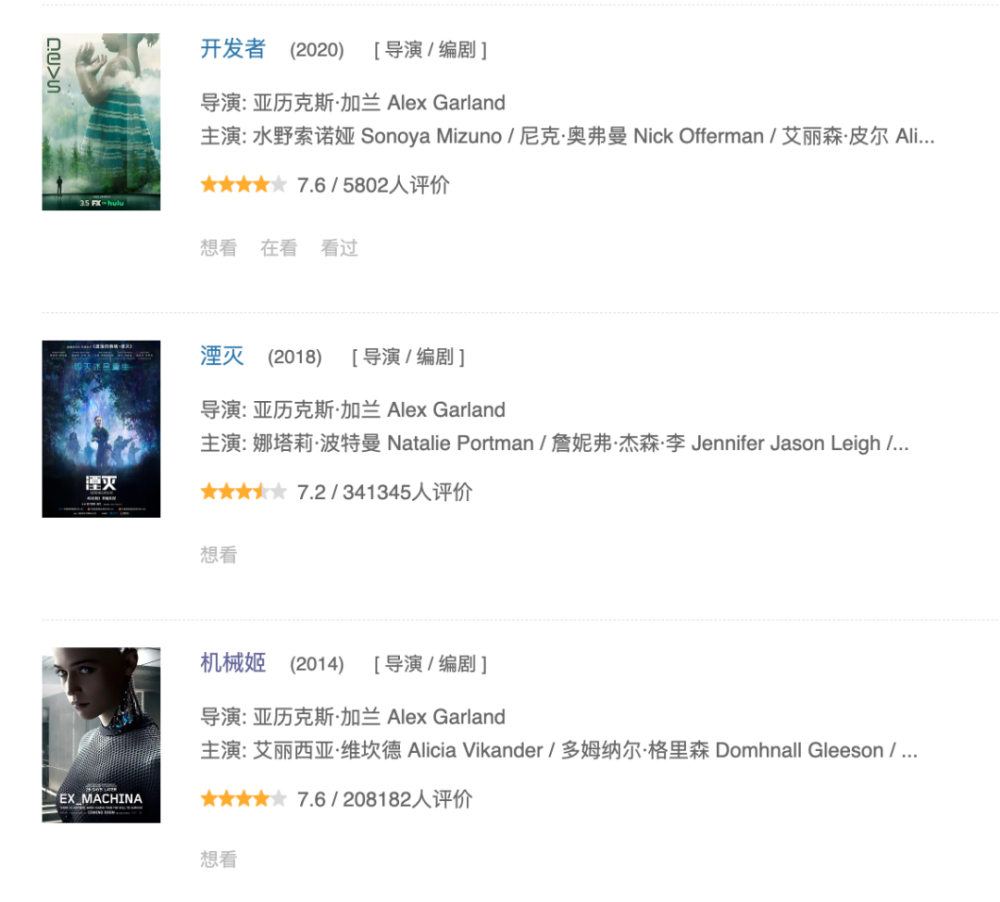 DEVS
3.5 FX on hulu
开发者 (2020) [ 导演 / 编剧 ]
导演: 亚历克斯·加兰 Alex Garland
主演: 水野索诺娅 Sonoya Mizuno / 尼克·奥弗曼 Nick Offerman / 艾丽森·皮尔 Ali...
7.6 / 5802人评价
想看 在看 看过
湮灭
湮灭 (2018) [ 导演 / 编剧 ]
导演: 亚历克斯·加兰 Alex Garland
主演: 娜塔莉·波特曼 Natalie Portman / 詹妮弗·杰森·李 Jennifer Jason Leigh /...
7.2 / 341345人评价
想看
EX_MACHINA
COMING SOON
机械姬 (2014) [ 导演 / 编剧 ]
导演: 亚历克斯·加兰 Alex Garland
主演: 艾丽西亚·维坎德 Alicia Vikander / 多姆纳尔·格里森 Domhnall Gleeson / ...
7.6 / 208182人评价
想看